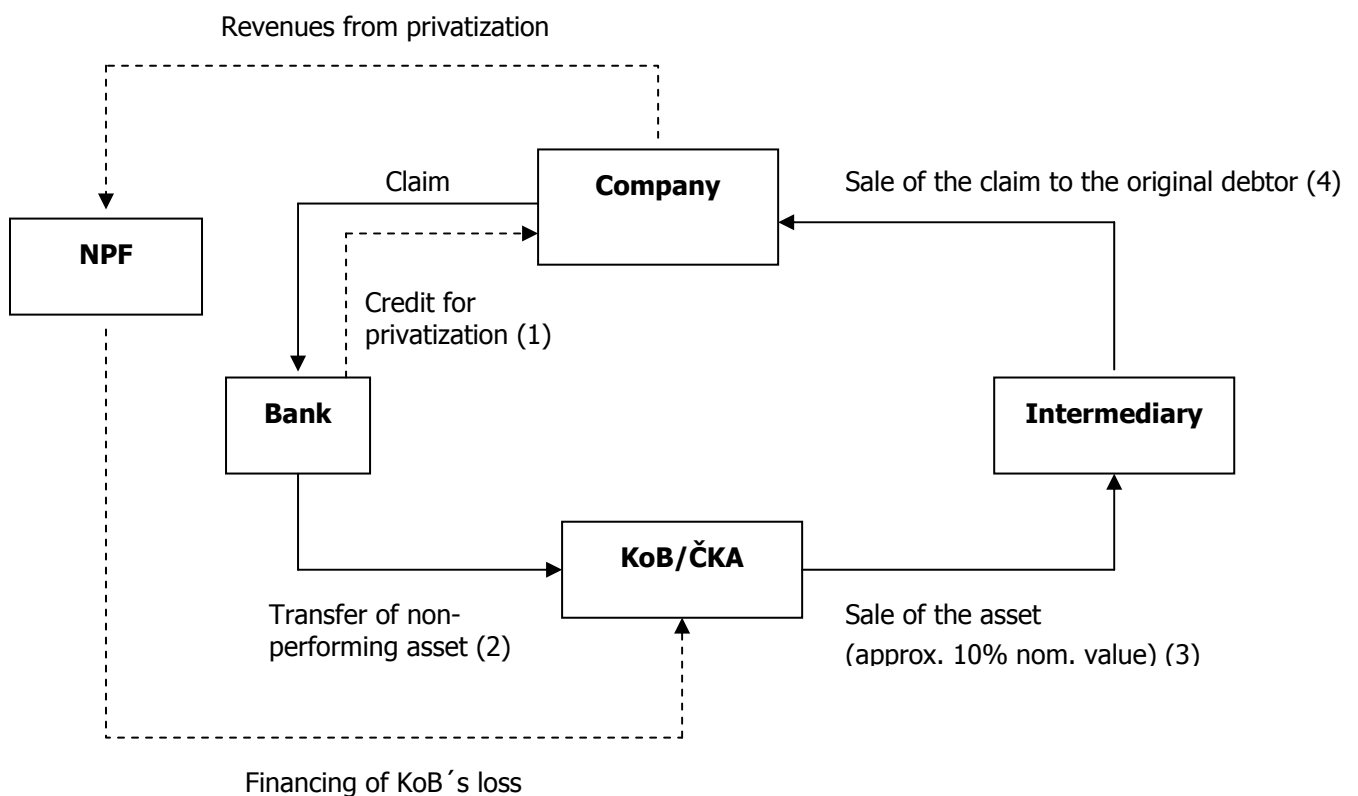 Revenues from privatization
Claim
Company
Sale of the claim to the original debtor (4)
NPF
Credit for
privatization (1)
Bank
Intermediary
KoB/ČKA
Transfer of non-
performing asset (2)
Sale of the asset
(approx. 10% nom. value) (3)
Financing of KoB´s loss